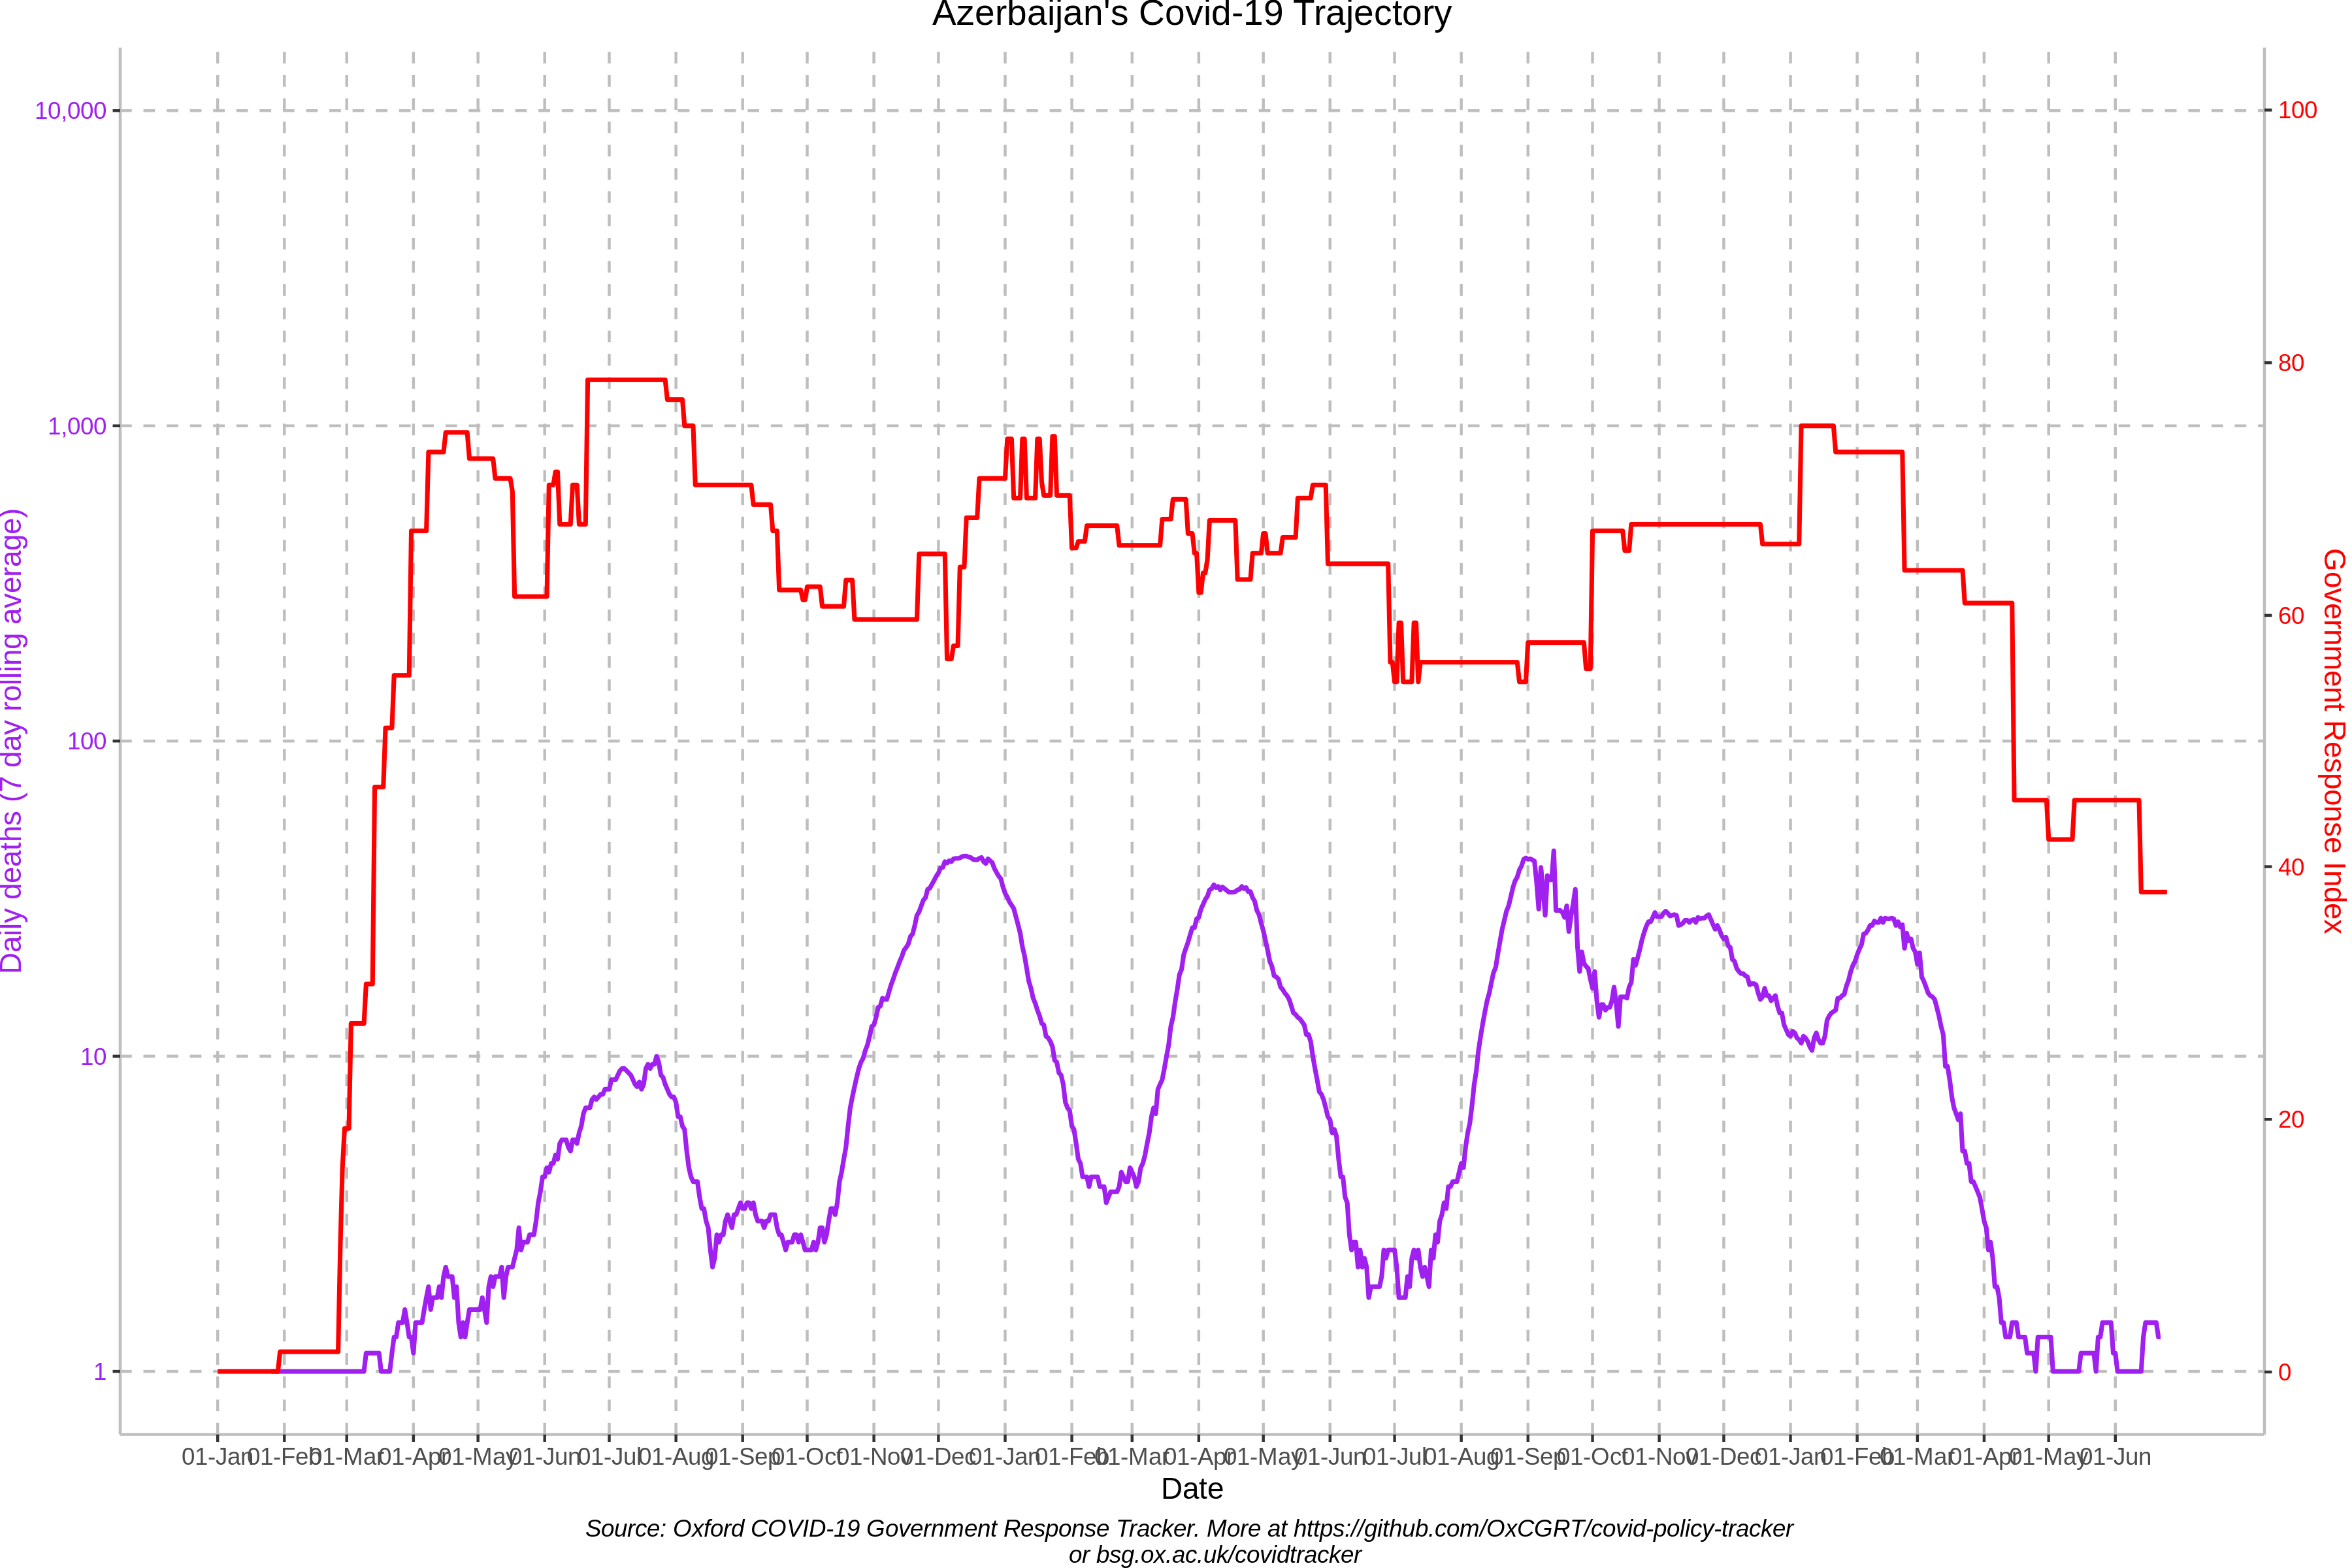 Azerbaijan's Covid-19 Trajectory
10,000
1,000
100
10
1
Daily deaths (7 day rolling average)
100
80
60
40
20
0
Government Response Index
01-Jan 01-Feb 01-Mar 01-Apr 01-May 01-Jun 01-Jul 01-Aug 01-Sep 01-Oct 01-Nov 01-Dec 01-Jan 01-Feb 01-Mar 01-Apr 01-May 01-Jun 01-Jul 01-Aug 01-Sep 01-Oct 01-Nov 01-Dec 01-Jan 01-Feb 01-Mar 01-Apr 01-May 01-Jun
Date
Source: Oxford COVID-19 Government Response Tracker. More at https://github.com/OxCGRT/covid-policy-tracker
or bsg.ox.ac.uk/covidtracker